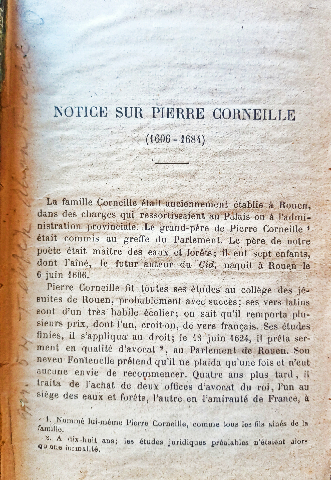 NOTICE SUR PIERRE CORNEILLE
(1606-1684)
La famille Corneille était anciennement établie à Rouen,
dans des charges qui ressortissaient au Palais ou à l'admi-
nistration provinciale. Le grand-père de Pierre Corneille ¹
était commis au greffe du Parlement. Le père de notre
poète était maître des eaux et forêts; il eut sept enfants,
dont l'aîné, le futur auteur du Cid, naquit à Rouen le
6 juin 1606.
Pierre Corneille fit toutes ses études au collège des jé-
suites de Rouen, probablement avec succès; ses vers latins
sont d'un très habile écolier; on sait qu'il remporta plu-
sieurs prix, dont l'un, croit-on, de vers français. Ses études
finies, il s'appliqua au droit; le 18 juin 1624, il prêta ser-
ment en qualité d'avocat ², au Parlement de Rouen. Son
neveu Fontenelle prétend qu'il ne plaida qu'une fois et n'eut
aucune envie de recommencer. Quatre ans plus tard, il
traita de l'achat de deux offices d'avocat du roi, l'un au
siège des eaux et forêts, l'autre en l'amirauté de France, à
1. Nommé lui-même Pierre Corneille, comme tous les fils aînés de la
famille.
2. A dix-huit ans; les études juridiques préalables n'étaient alors
qu'une formalité.